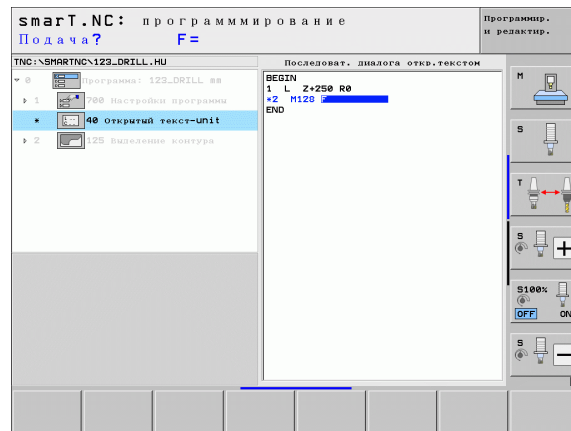 smarT.NC: программмирование
Программир. и редактир.
Подача? F=
TNC:\SMARTNC\123_DRILL.HU
Последоват. диалога откр.текстом
0 Программа: 123_DRILL mm
1 700 Настройки программы
* 40 Открытый текст-unit
2 125 Выделение контура
BEGIN
1 L Z+250 R0
*2 M128 F
END
M
S
T
S
S100%
OFF ON
S